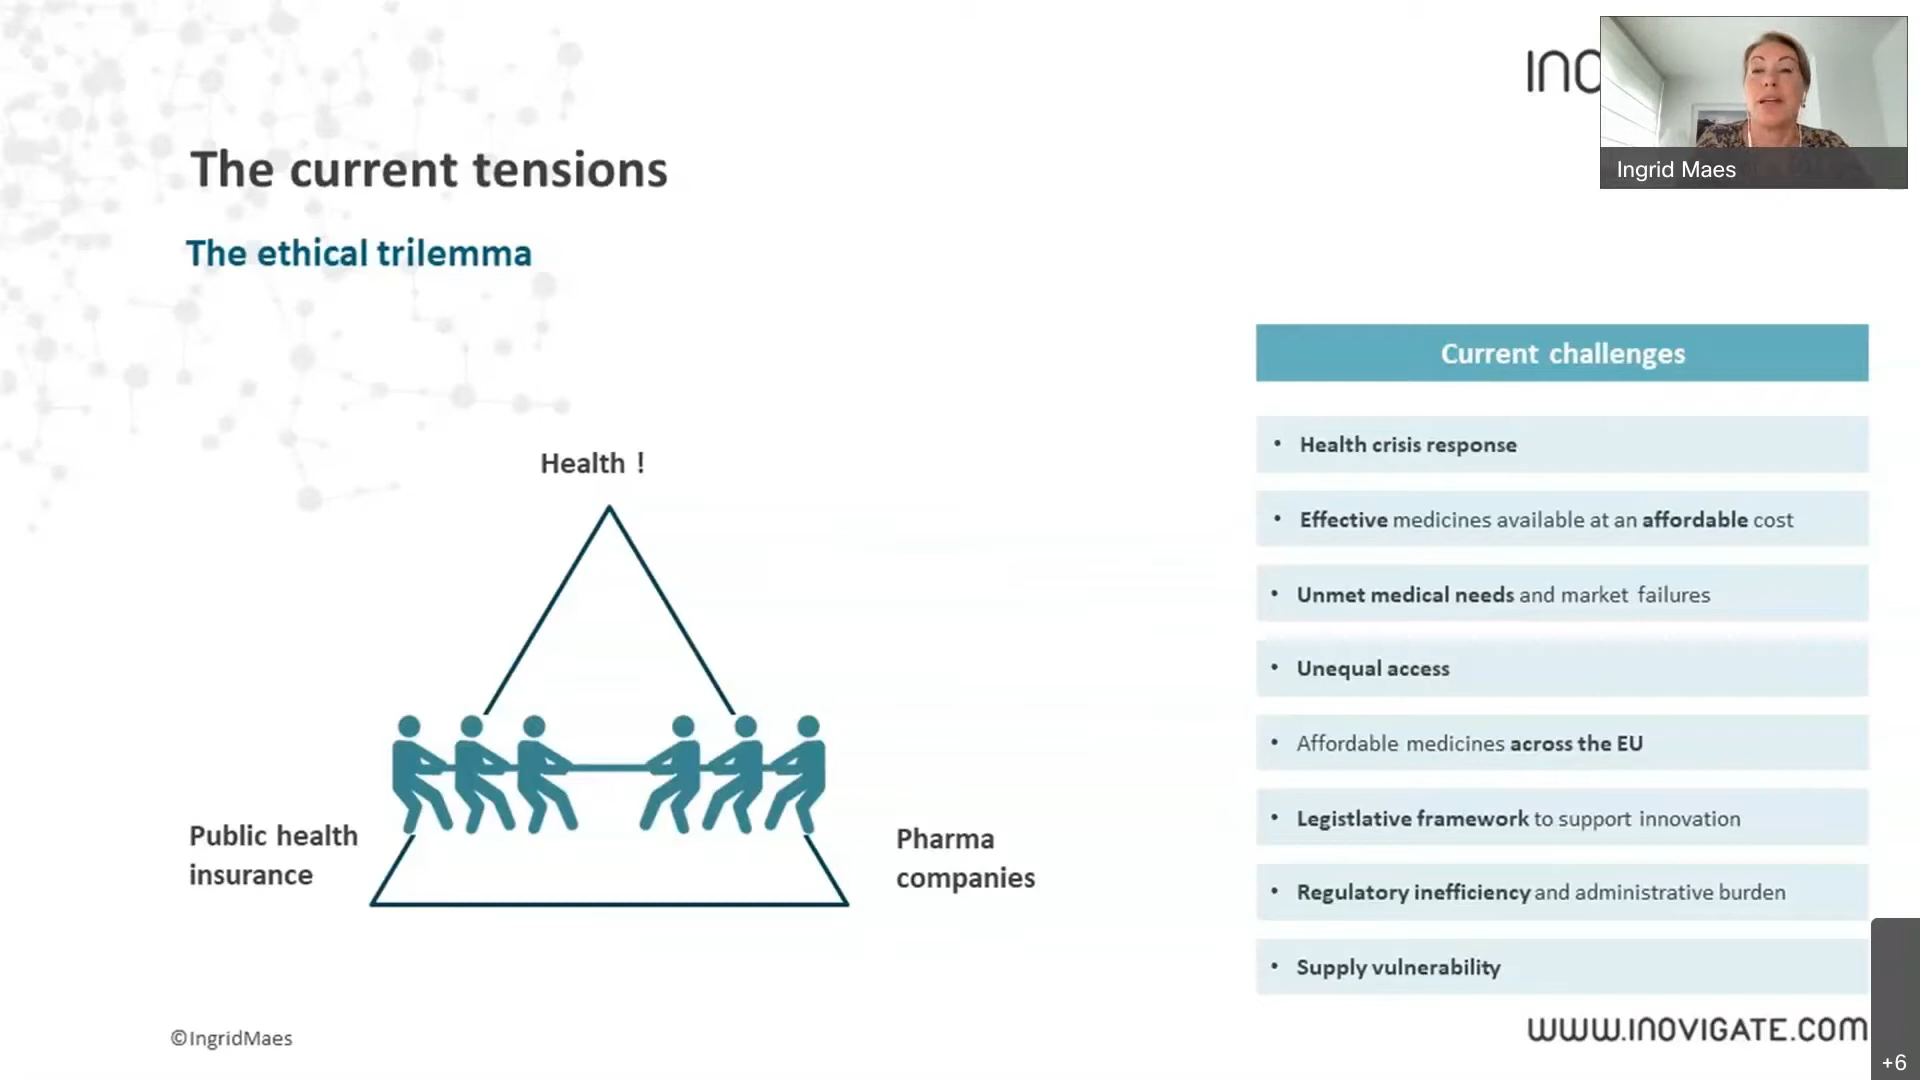 INO
Ingrid Maes
The current tensions
The ethical trilemma
Current challenges
• Health crisis response
• Effective medicines available at an affordable cost
• Unmet medical needs and market failures
• Unequal access
• Affordable medicines across the EU
• Legistlative framework to support innovation
• Regulatory inefficiency and administrative burden
• Supply vulnerability
Health !
Public health
insurance
Pharma
companies
©IngridMaes
WWW.INOVIGATE.COM
+6